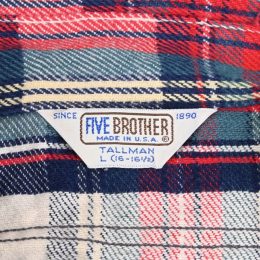 SINCE 1890
FIVE BROTHER
MADE IN U.S.A. ®
TALLMAN
L (16-16½)